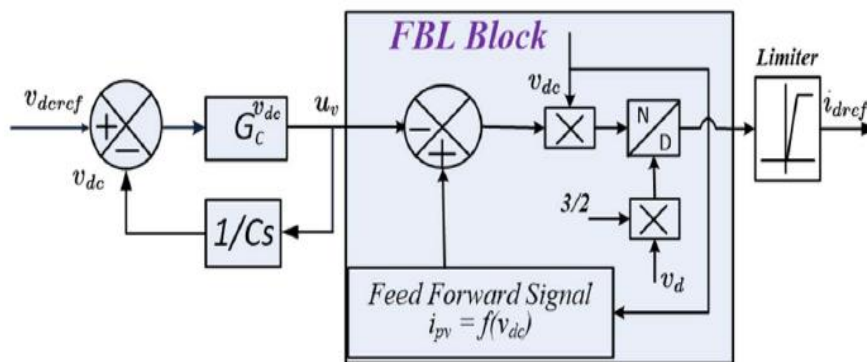 FBL Block
Limiter
v_dcref
+
−
G_C^{v_dc}
u_v
−
+
v_dc
×
N
D
i_dref
v_dc
1/Cs
3/2
×
v_d
Feed Forward Signal
i_pv = f(v_dc)